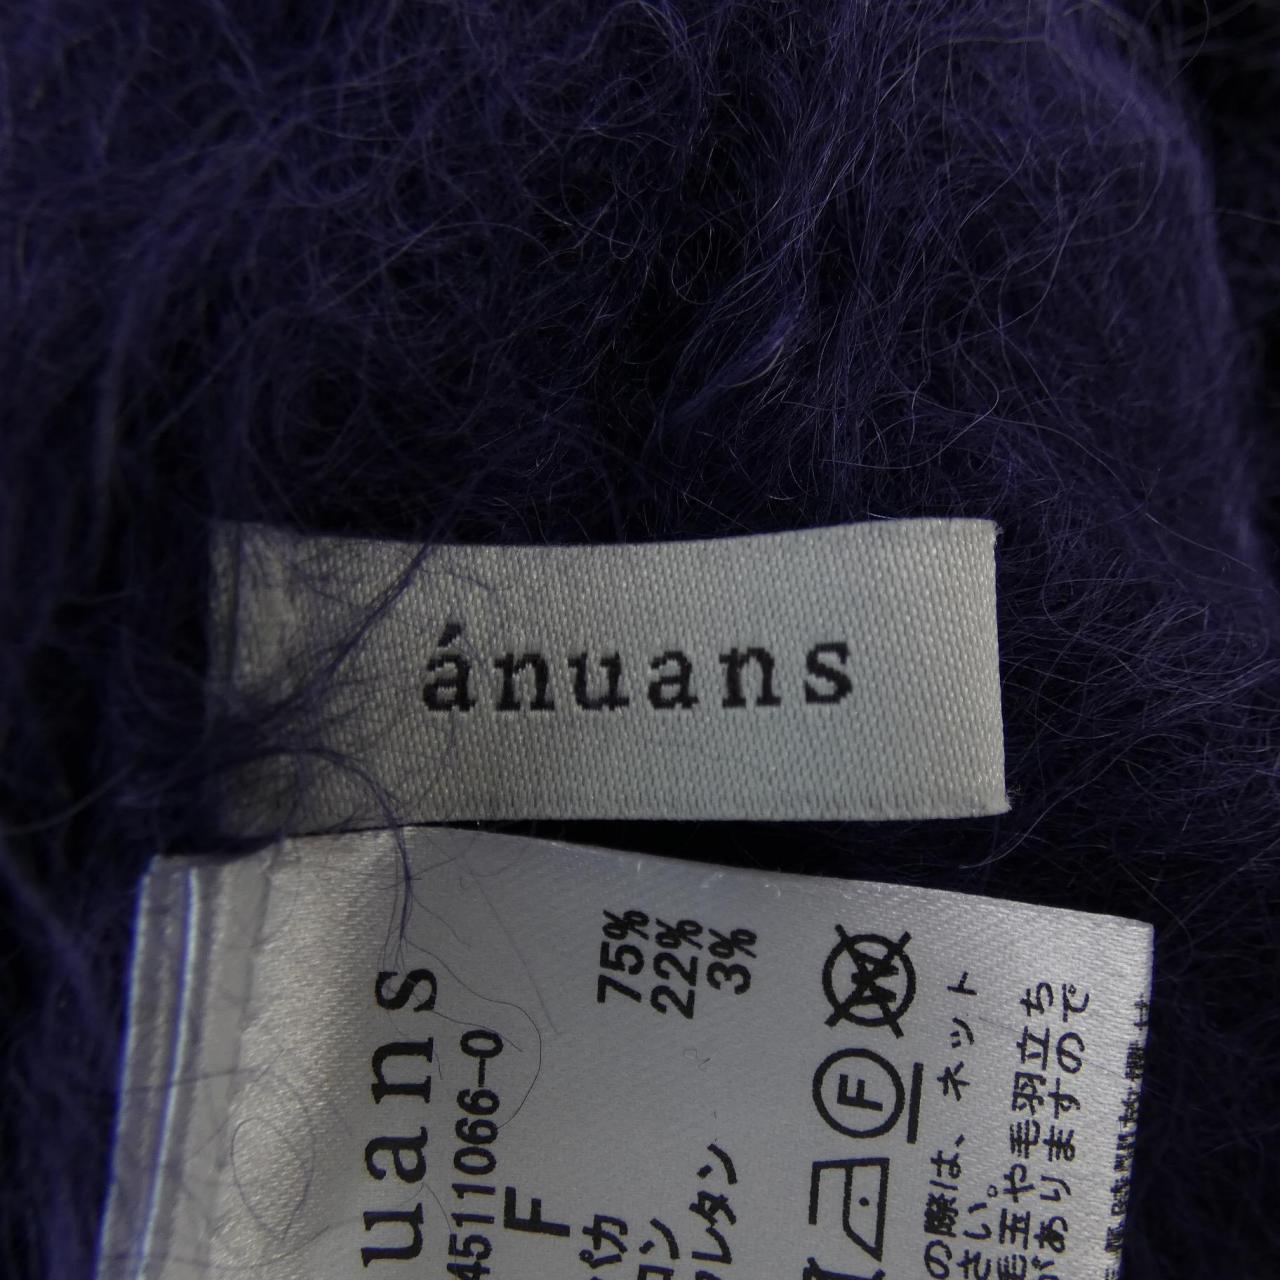 ánuans
uans
4511066-0
F
パカ 75%
ロン 22%
レタン 3%
W
F
の際は、ネット
さい。
毛玉や毛羽立ち
がありますので